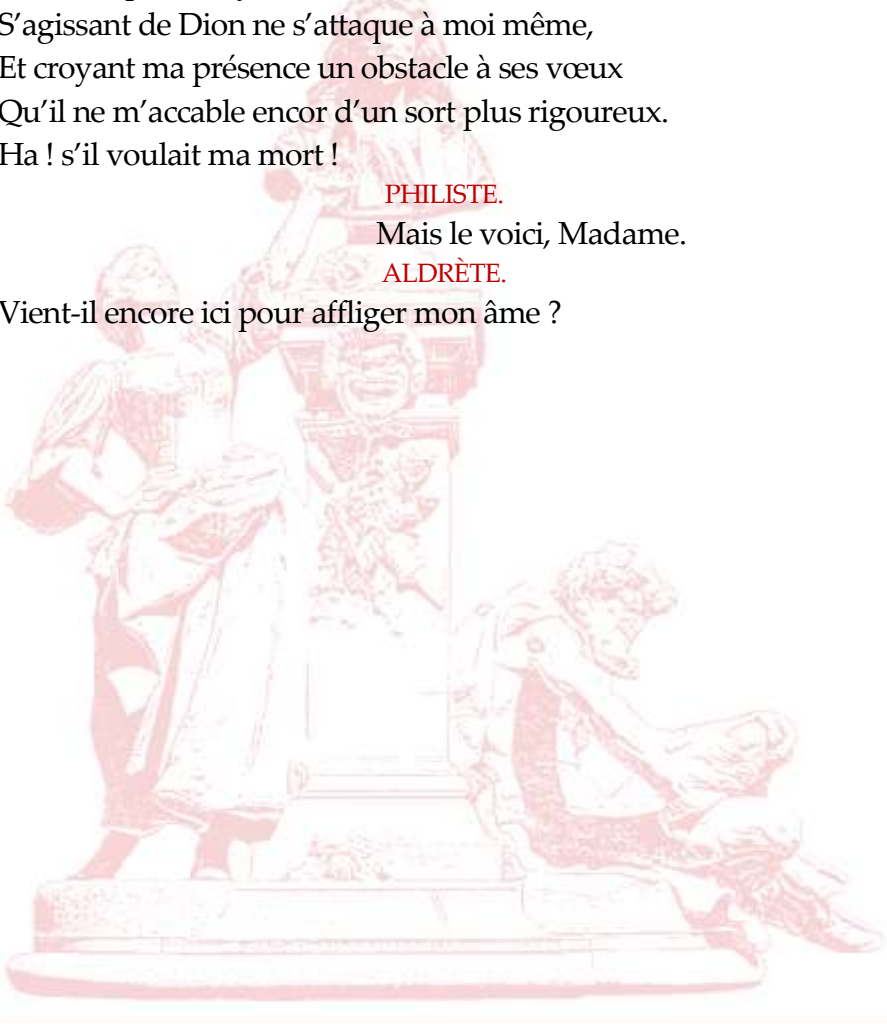 S’agissant de Dion ne s’attaque à moi même,
Et croyant ma présence un obstacle à ses vœux
Qu’il ne m’accable encor d’un sort plus rigoureux.
Ha ! s’il voulait ma mort !
PHILISTE.
Mais le voici, Madame.
ALDRÈTE.
Vient-il encore ici pour affliger mon âme ?